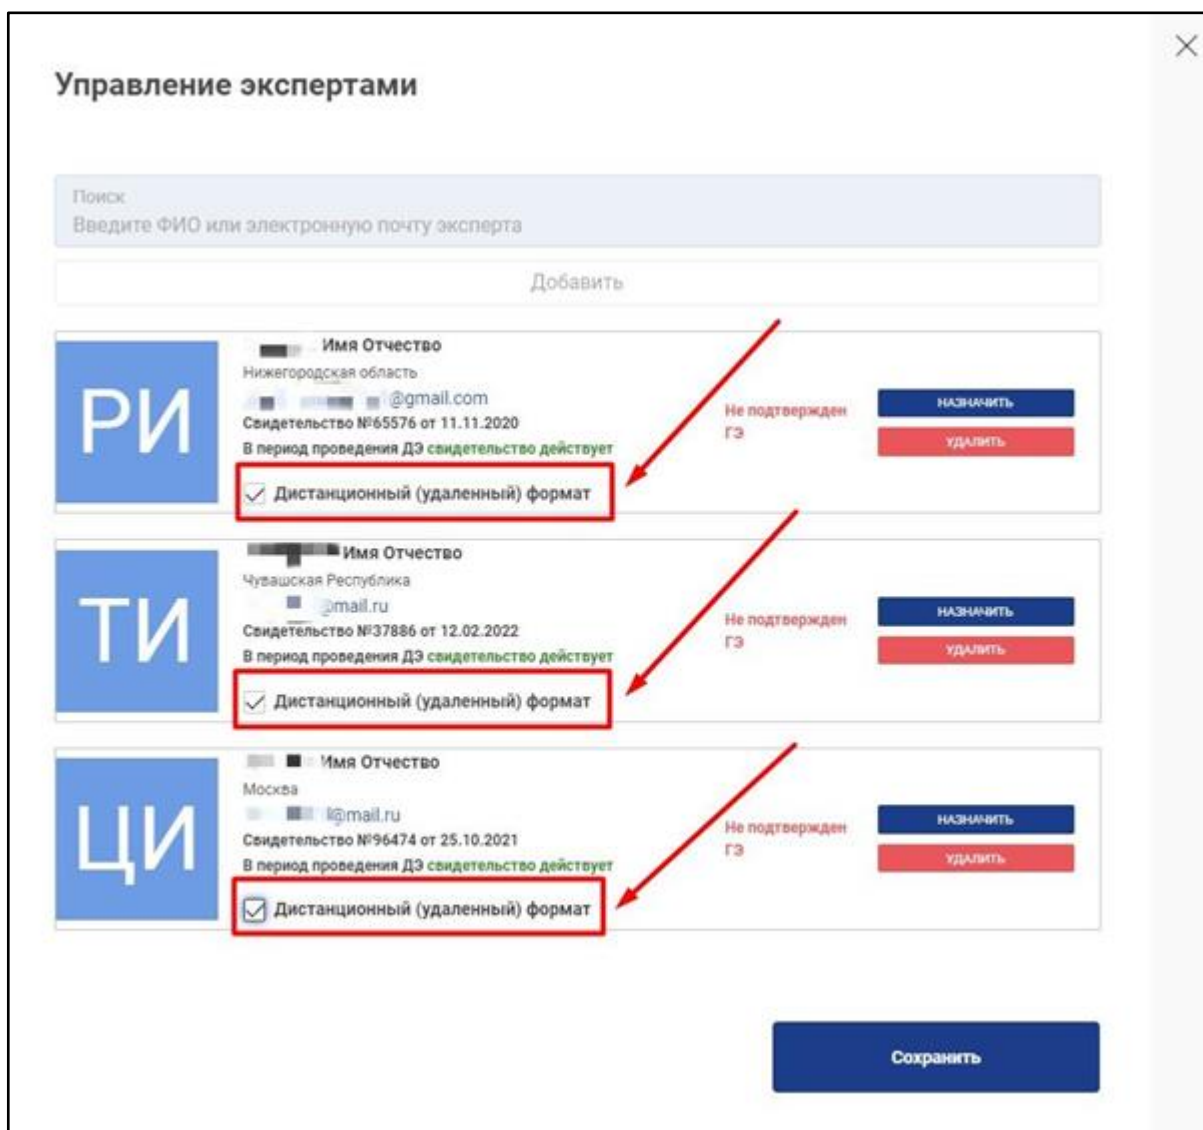 Управление экспертами
Поиск
Введите ФИО или электронную почту эксперта
Добавить
РИ
Имя Отчество
Нижегородская область
@gmail.com
Свидетельство №65576 от 11.11.2020
В период проведения ДЭ свидетельство действует
Дистанционный (удаленный) формат
Не подтвержден
ГЭ
НАЗНАЧИТЬ
УДАЛИТЬ
ТИ
Имя Отчество
Чувашская Республика
@mail.ru
Свидетельство №37886 от 12.02.2022
В период проведения ДЭ свидетельство действует
Дистанционный (удаленный) формат
Не подтвержден
ГЭ
НАЗНАЧИТЬ
УДАЛИТЬ
ЦИ
Имя Отчество
Москва
@mail.ru
Свидетельство №96474 от 25.10.2021
В период проведения ДЭ свидетельство действует
Дистанционный (удаленный) формат
Не подтвержден
ГЭ
НАЗНАЧИТЬ
УДАЛИТЬ
Сохранить